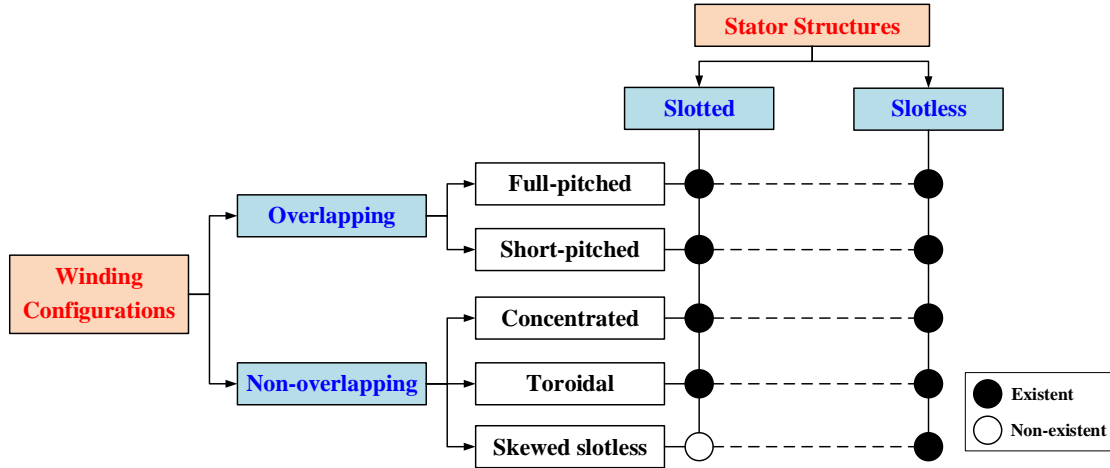 Stator Structures
Slotted
Slotless
Full-pitched
Overlapping
Short-pitched
Winding
Configurations
Concentrated
Non-overlapping
Toroidal
Skewed slotless
Existent
Non-existent